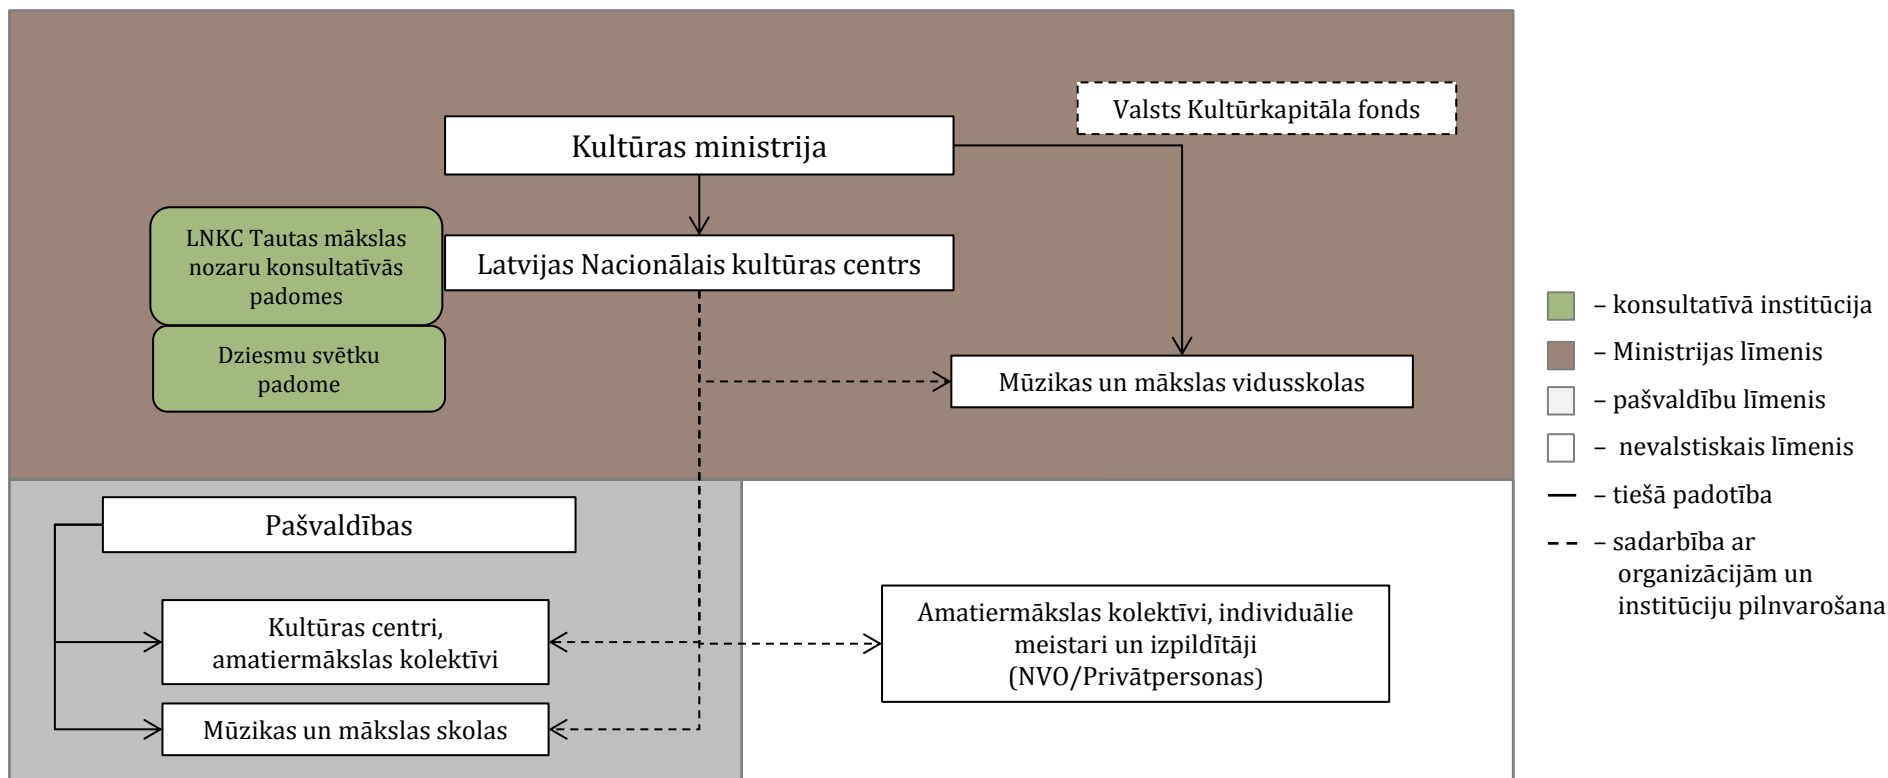 Valsts Kultūrkapitāla fonds
Kultūras ministrija
LNKC Tautas mākslas
nozaru konsultatīvās
padomes
Latvijas Nacionālais kultūras centrs
Dziesmu svētku
padome
Mūzikas un mākslas vidusskolas
Pašvaldības
Kultūras centri,
amatiermākslas kolektīvi
Mūzikas un mākslas skolas
Amatiermākslas kolektīvi, individuālie
meistari un izpildītāji
(NVO/Privātpersonas)
– konsultatīvā institūcija
– Ministrijas līmenis
– pašvaldību līmenis
– nevalstiskais līmenis
– tiešā padotība
– sadarbība ar
organizācijām un
institūciju pilnvarošana